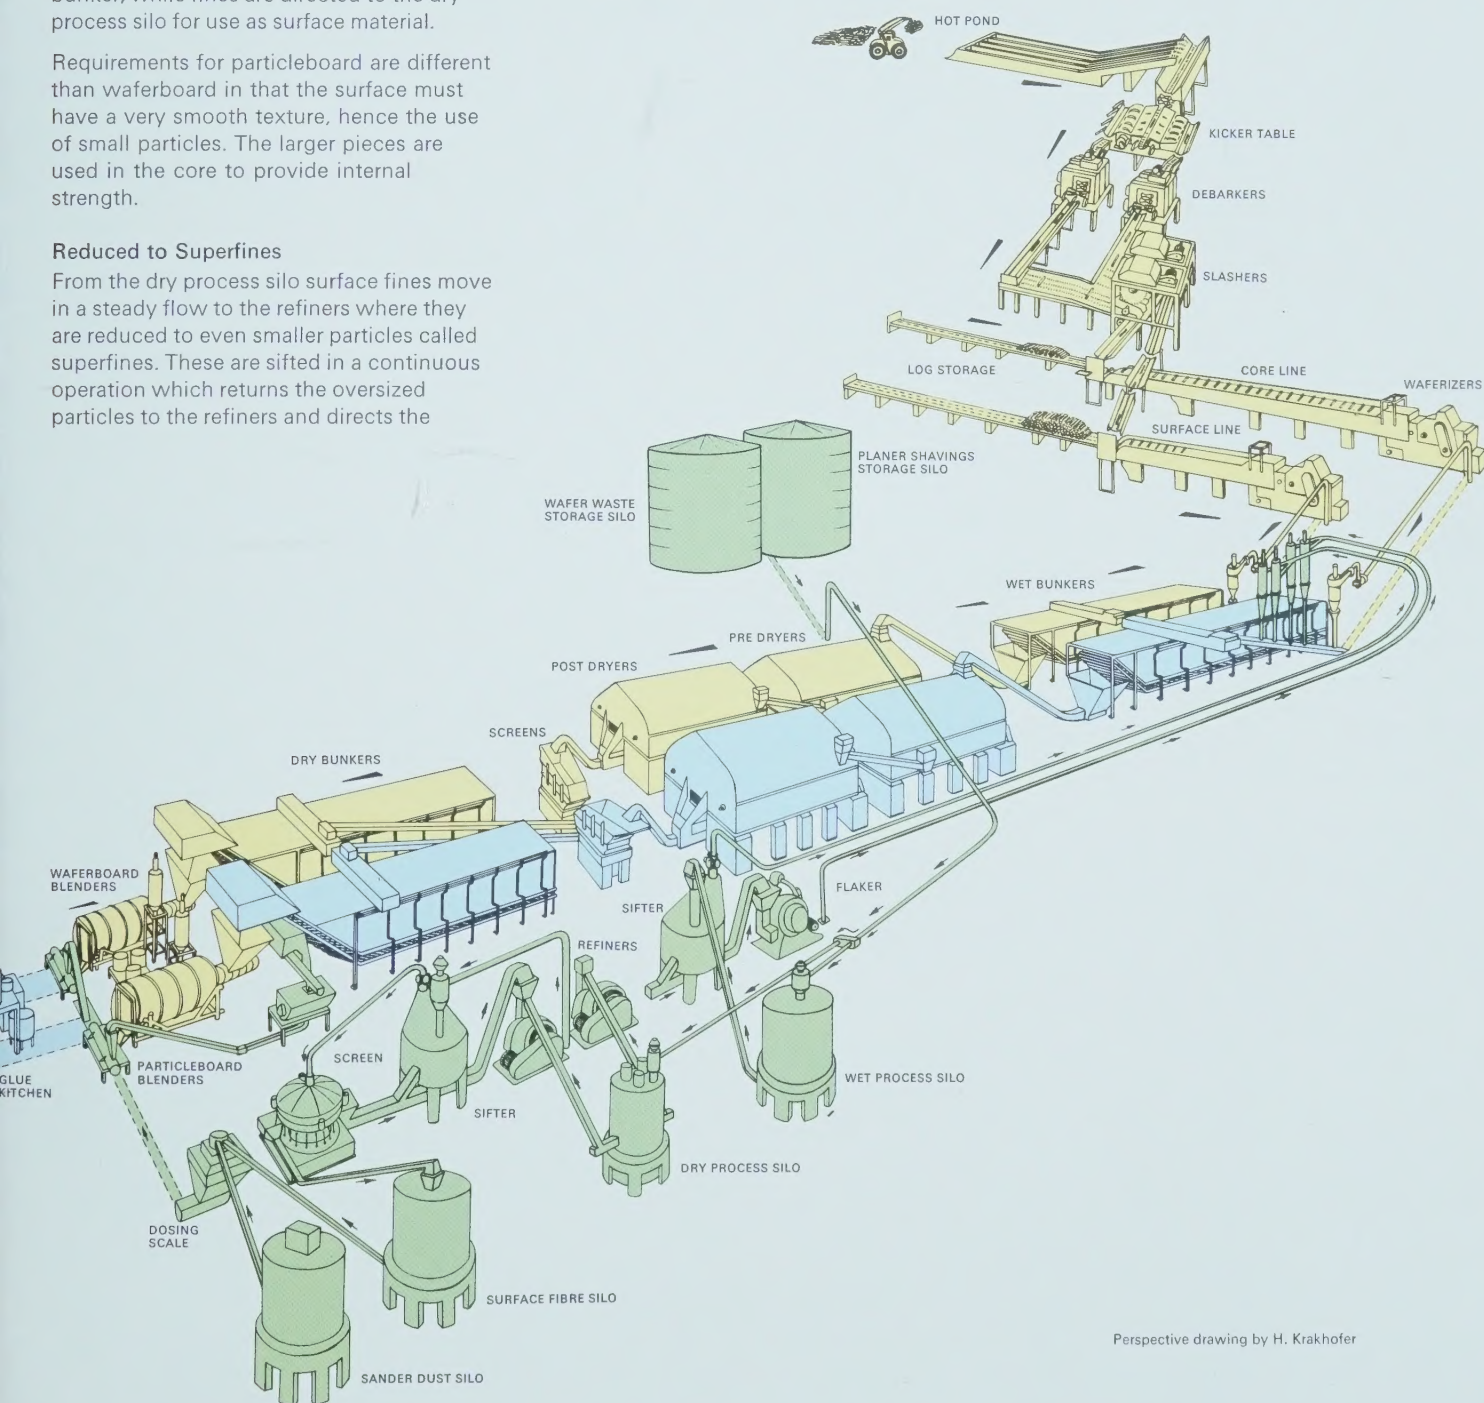 process silo for use as surface material.
Requirements for particleboard are different
than waferboard in that the surface must
have a very smooth texture, hence the use
of small particles. The larger pieces are
used in the core to provide internal
strength.
Reduced to Superfines
From the dry process silo surface fines move
in a steady flow to the refiners where they
are reduced to even smaller particles called
superfines. These are sifted in a continuous
operation which returns the oversized
particles to the refiners and directs the
HOT POND
KICKER TABLE
DEBARKERS
SLASHERS
LOG STORAGE
CORE LINE
WAFERIZERS
SURFACE LINE
PLANER SHAVINGS
STORAGE SILO
WAFER WASTE
STORAGE SILO
WET BUNKERS
PRE DRYERS
POST DRYERS
SCREENS
DRY BUNKERS
WAFERBOARD
BLENDERS
FLAKER
SIFTER
REFINERS
SCREEN
PARTICLEBOARD
BLENDERS
GLUE
KITCHEN
WET PROCESS SILO
SIFTER
DRY PROCESS SILO
DOSING
SCALE
SURFACE FIBRE SILO
SANDER DUST SILO
Perspective drawing by H. Krakhofer